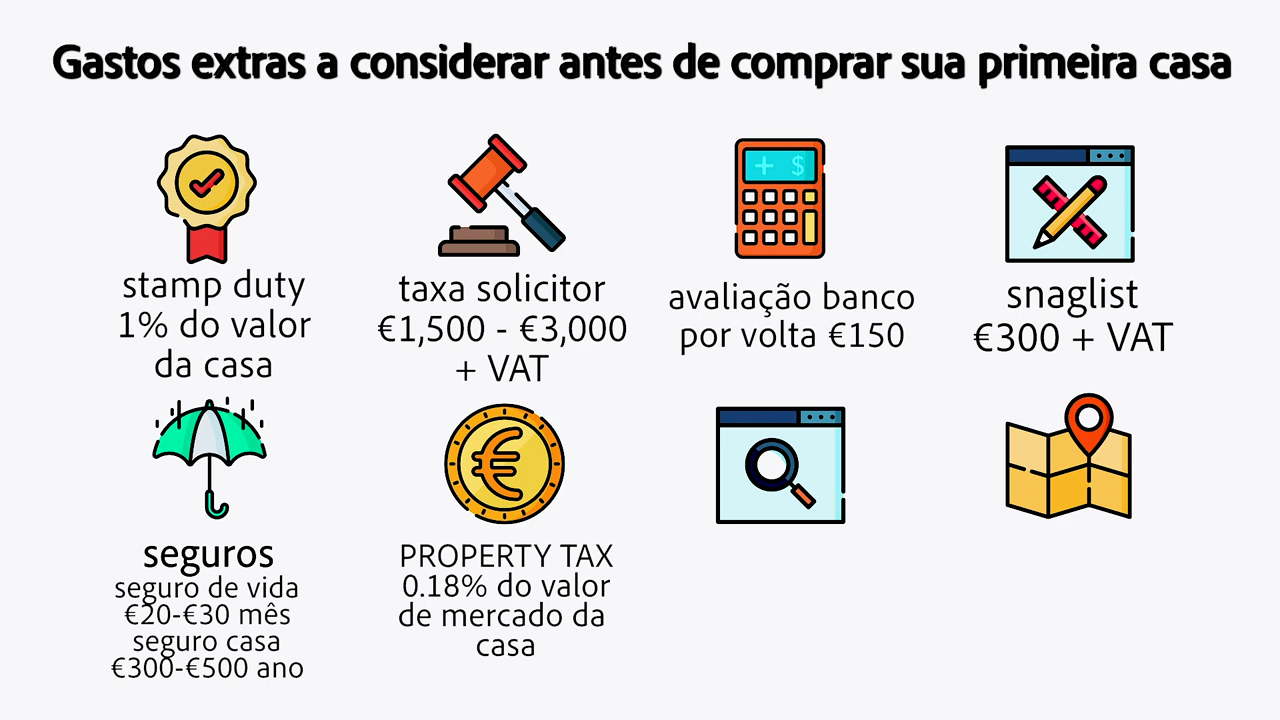 Gastos extras a considerar antes de comprar sua primeira casa
stamp duty
1% do valor
da casa
taxa solicitor
€1,500 - €3,000
+ VAT
avaliação banco
por volta €150
snaglist
€300 + VAT
seguros
seguro de vida
€20-€30 mês
seguro casa
€300-€500 ano
PROPERTY TAX
0.18% do valor
de mercado da
casa